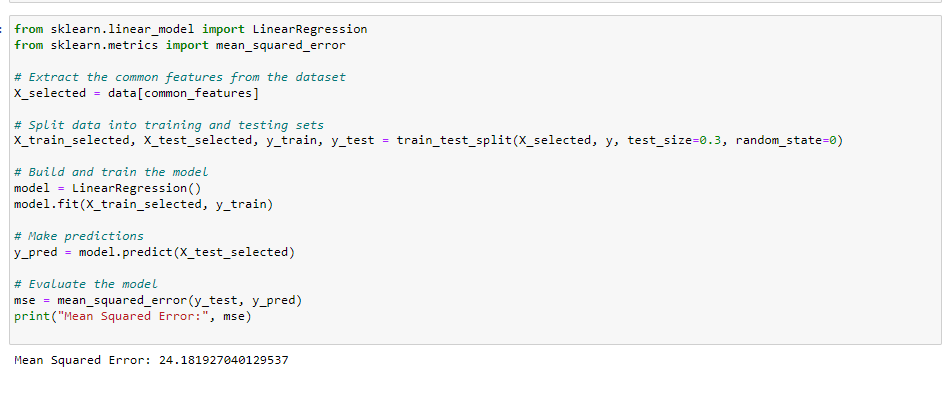 from sklearn.linear_model import LinearRegression
from sklearn.metrics import mean_squared_error
# Extract the common features from the dataset
X_selected = data[common_features]
# Split data into training and testing sets
X_train_selected, X_test_selected, y_train, y_test = train_test_split(X_selected, y, test_size=0.3, random_state=0)
# Build and train the model
model = LinearRegression()
model.fit(X_train_selected, y_train)
# Make predictions
y_pred = model.predict(X_test_selected)
# Evaluate the model
mse = mean_squared_error(y_test, y_pred)
print("Mean Squared Error:", mse)
Mean Squared Error: 24.181927040129537